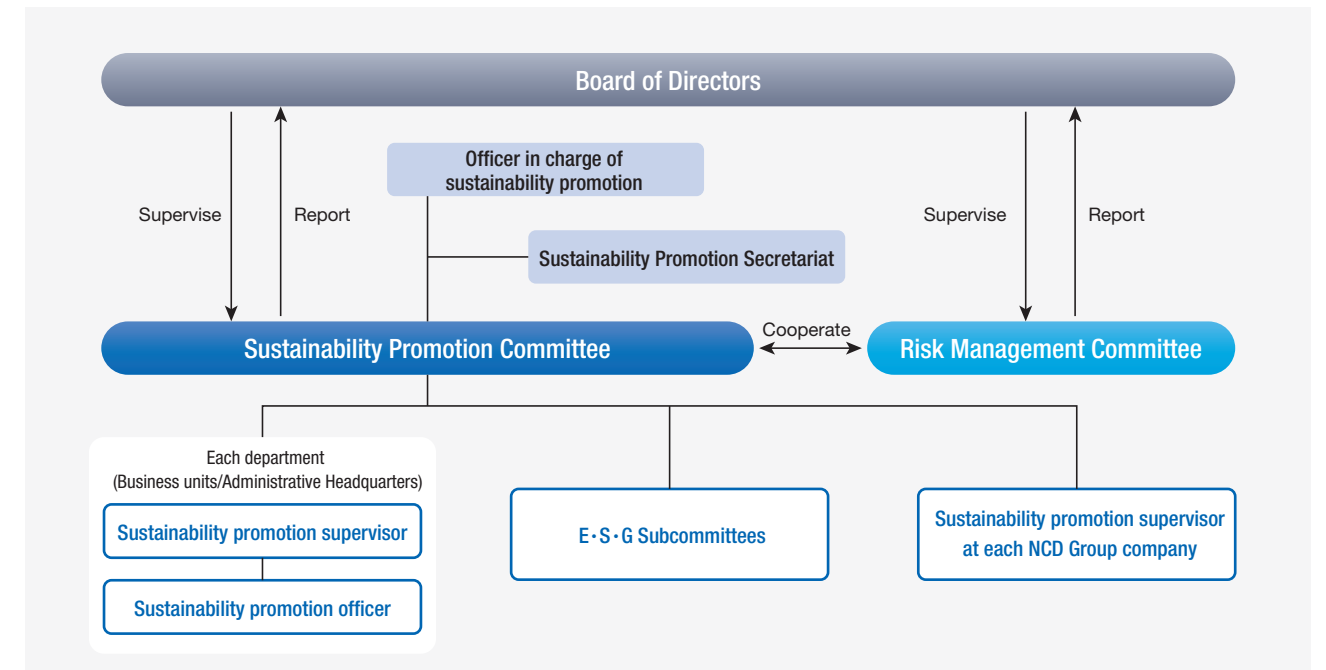 Board of Directors
Officer in charge of
sustainability promotion
Supervise
Report
Supervise
Report
Sustainability Promotion Secretariat
Sustainability Promotion Committee
Cooperate
Risk Management Committee
Each department
(Business units/Administrative Headquarters)
Sustainability promotion supervisor
Sustainability promotion officer
E・S・G Subcommittees
Sustainability promotion supervisor
at each NCD Group company